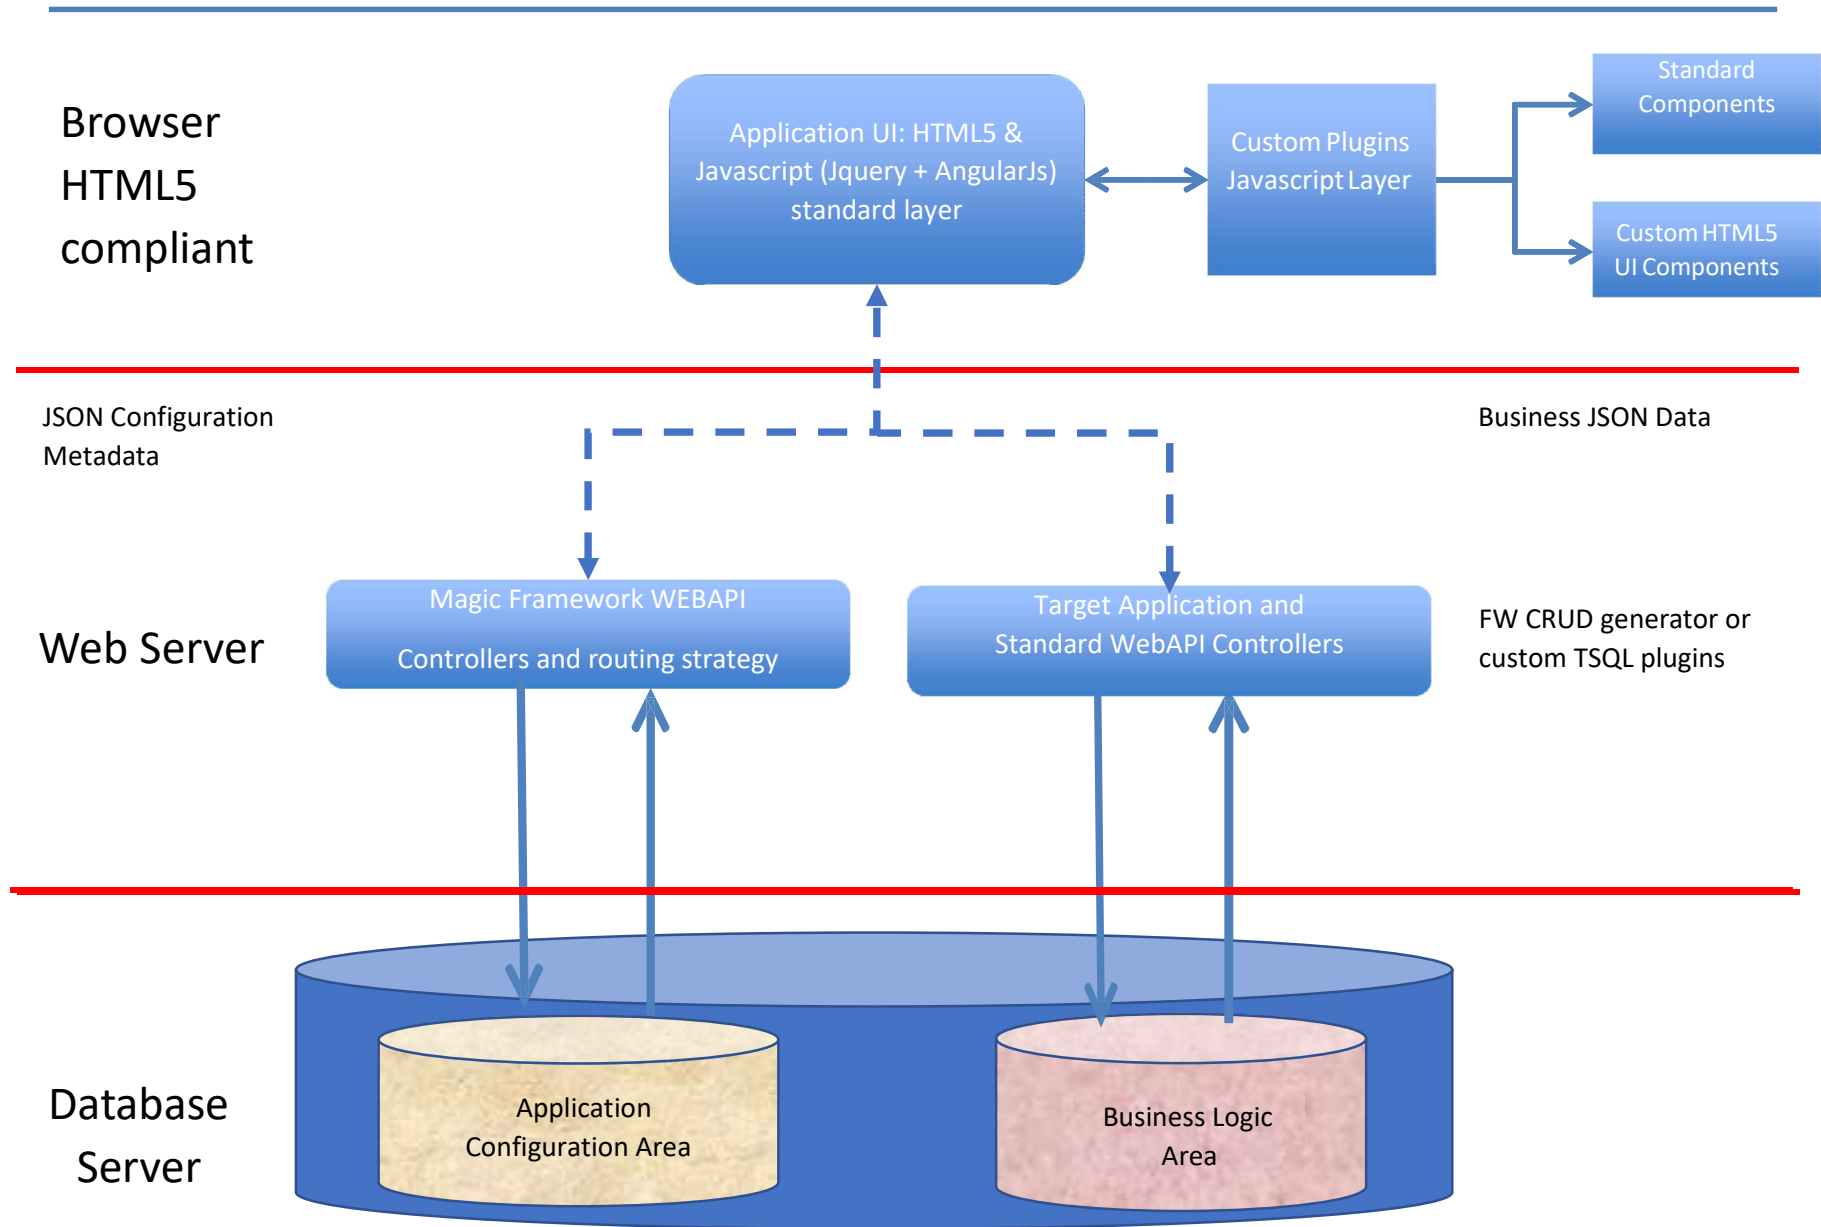 Browser
HTML5
compliant
Application UI: HTML5 &
Javascript (Jquery + AngularJs)
standard layer
Custom Plugins
Javascript Layer
Standard
Components
Custom HTML5
UI Components
JSON Configuration
Metadata
Business JSON Data
Web Server
Magic Framework WEBAPI
Controllers and routing strategy
Target Application and
Standard WebAPI Controllers
FW CRUD generator or
custom TSQL plugins
Database
Server
Application
Configuration Area
Business Logic
Area